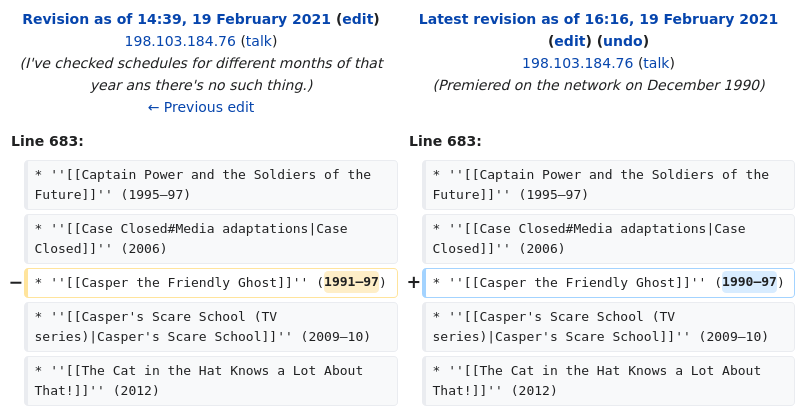 Revision as of 14:39, 19 February 2021 (edit)
198.103.184.76 (talk)
(I've checked schedules for different months of that
year ans there's no such thing.)
← Previous edit
Line 683:
* ''[[Captain Power and the Soldiers of the
Future]]'' (1995–97)
* ''[[Case Closed#Media adaptations|Case
Closed]]'' (2006)
− * ''[[Casper the Friendly Ghost]]'' (1991–97)
* ''[[Casper's Scare School (TV
series)|Casper's Scare School]]'' (2009–10)
* ''[[The Cat in the Hat Knows a Lot About
That!]]'' (2012)
Latest revision as of 16:16, 19 February 2021
(edit) (undo)
198.103.184.76 (talk)
(Premiered on the network on December 1990)
Line 683:
* ''[[Captain Power and the Soldiers of the
Future]]'' (1995–97)
* ''[[Case Closed#Media adaptations|Case
Closed]]'' (2006)
+ * ''[[Casper the Friendly Ghost]]'' (1990–97)
* ''[[Casper's Scare School (TV
series)|Casper's Scare School]]'' (2009–10)
* ''[[The Cat in the Hat Knows a Lot About
That!]]'' (2012)